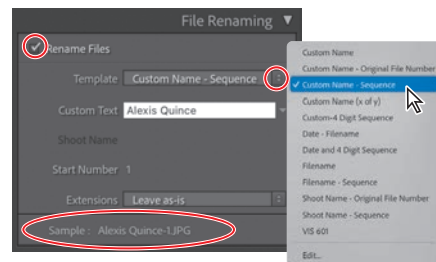 File Renaming
Rename Files
Template Custom Name - Sequence
Custom Text Alexis Quince
Shoot Name
Start Number 1
Extensions Leave as-is
Sample : Alexis Quince-1.JPG
Custom Name
Custom Name - Original File Number
✓ Custom Name - Sequence
Custom Name (x of y)
Custom-4 Digit Sequence
Date - Filename
Date and 4 Digit Sequence
Filename
Filename - Sequence
Shoot Name - Original File Number
Shoot Name - Sequence
VIS 601
Edit...